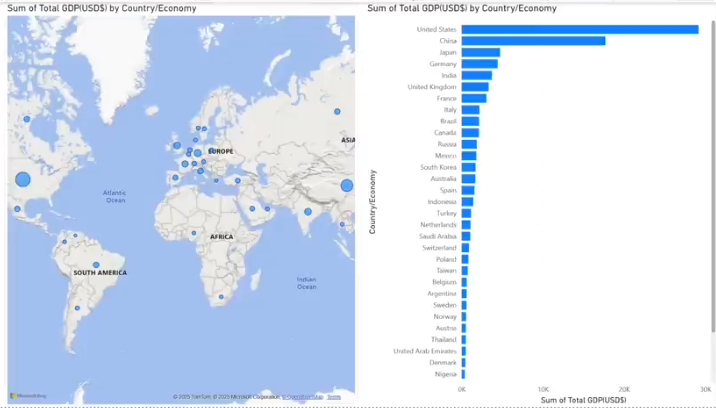 Sum of Total GDP(USD$) by Country/Economy
ASIA
EUROPE
Atlantic
Ocean
AFRICA
SOUTH AMERICA
Indian
Ocean
Microsoft Bing
© 2025 TomTom, © 2025 Microsoft Corporation, © OpenStreetMap Terms
Sum of Total GDP(USD$) by Country/Economy
Country/Economy
United States
China
Japan
Germany
India
United Kingdom
France
Italy
Brazil
Canada
Russia
Mexico
South Korea
Australia
Spain
Indonesia
Turkey
Netherlands
Saudi Arabia
Switzerland
Poland
Taiwan
Belgium
Argentina
Sweden
Norway
Austria
Thailand
United Arab Emirates
Denmark
Nigeria
0K 10K 20K 30K
Sum of Total GDP(USD$)